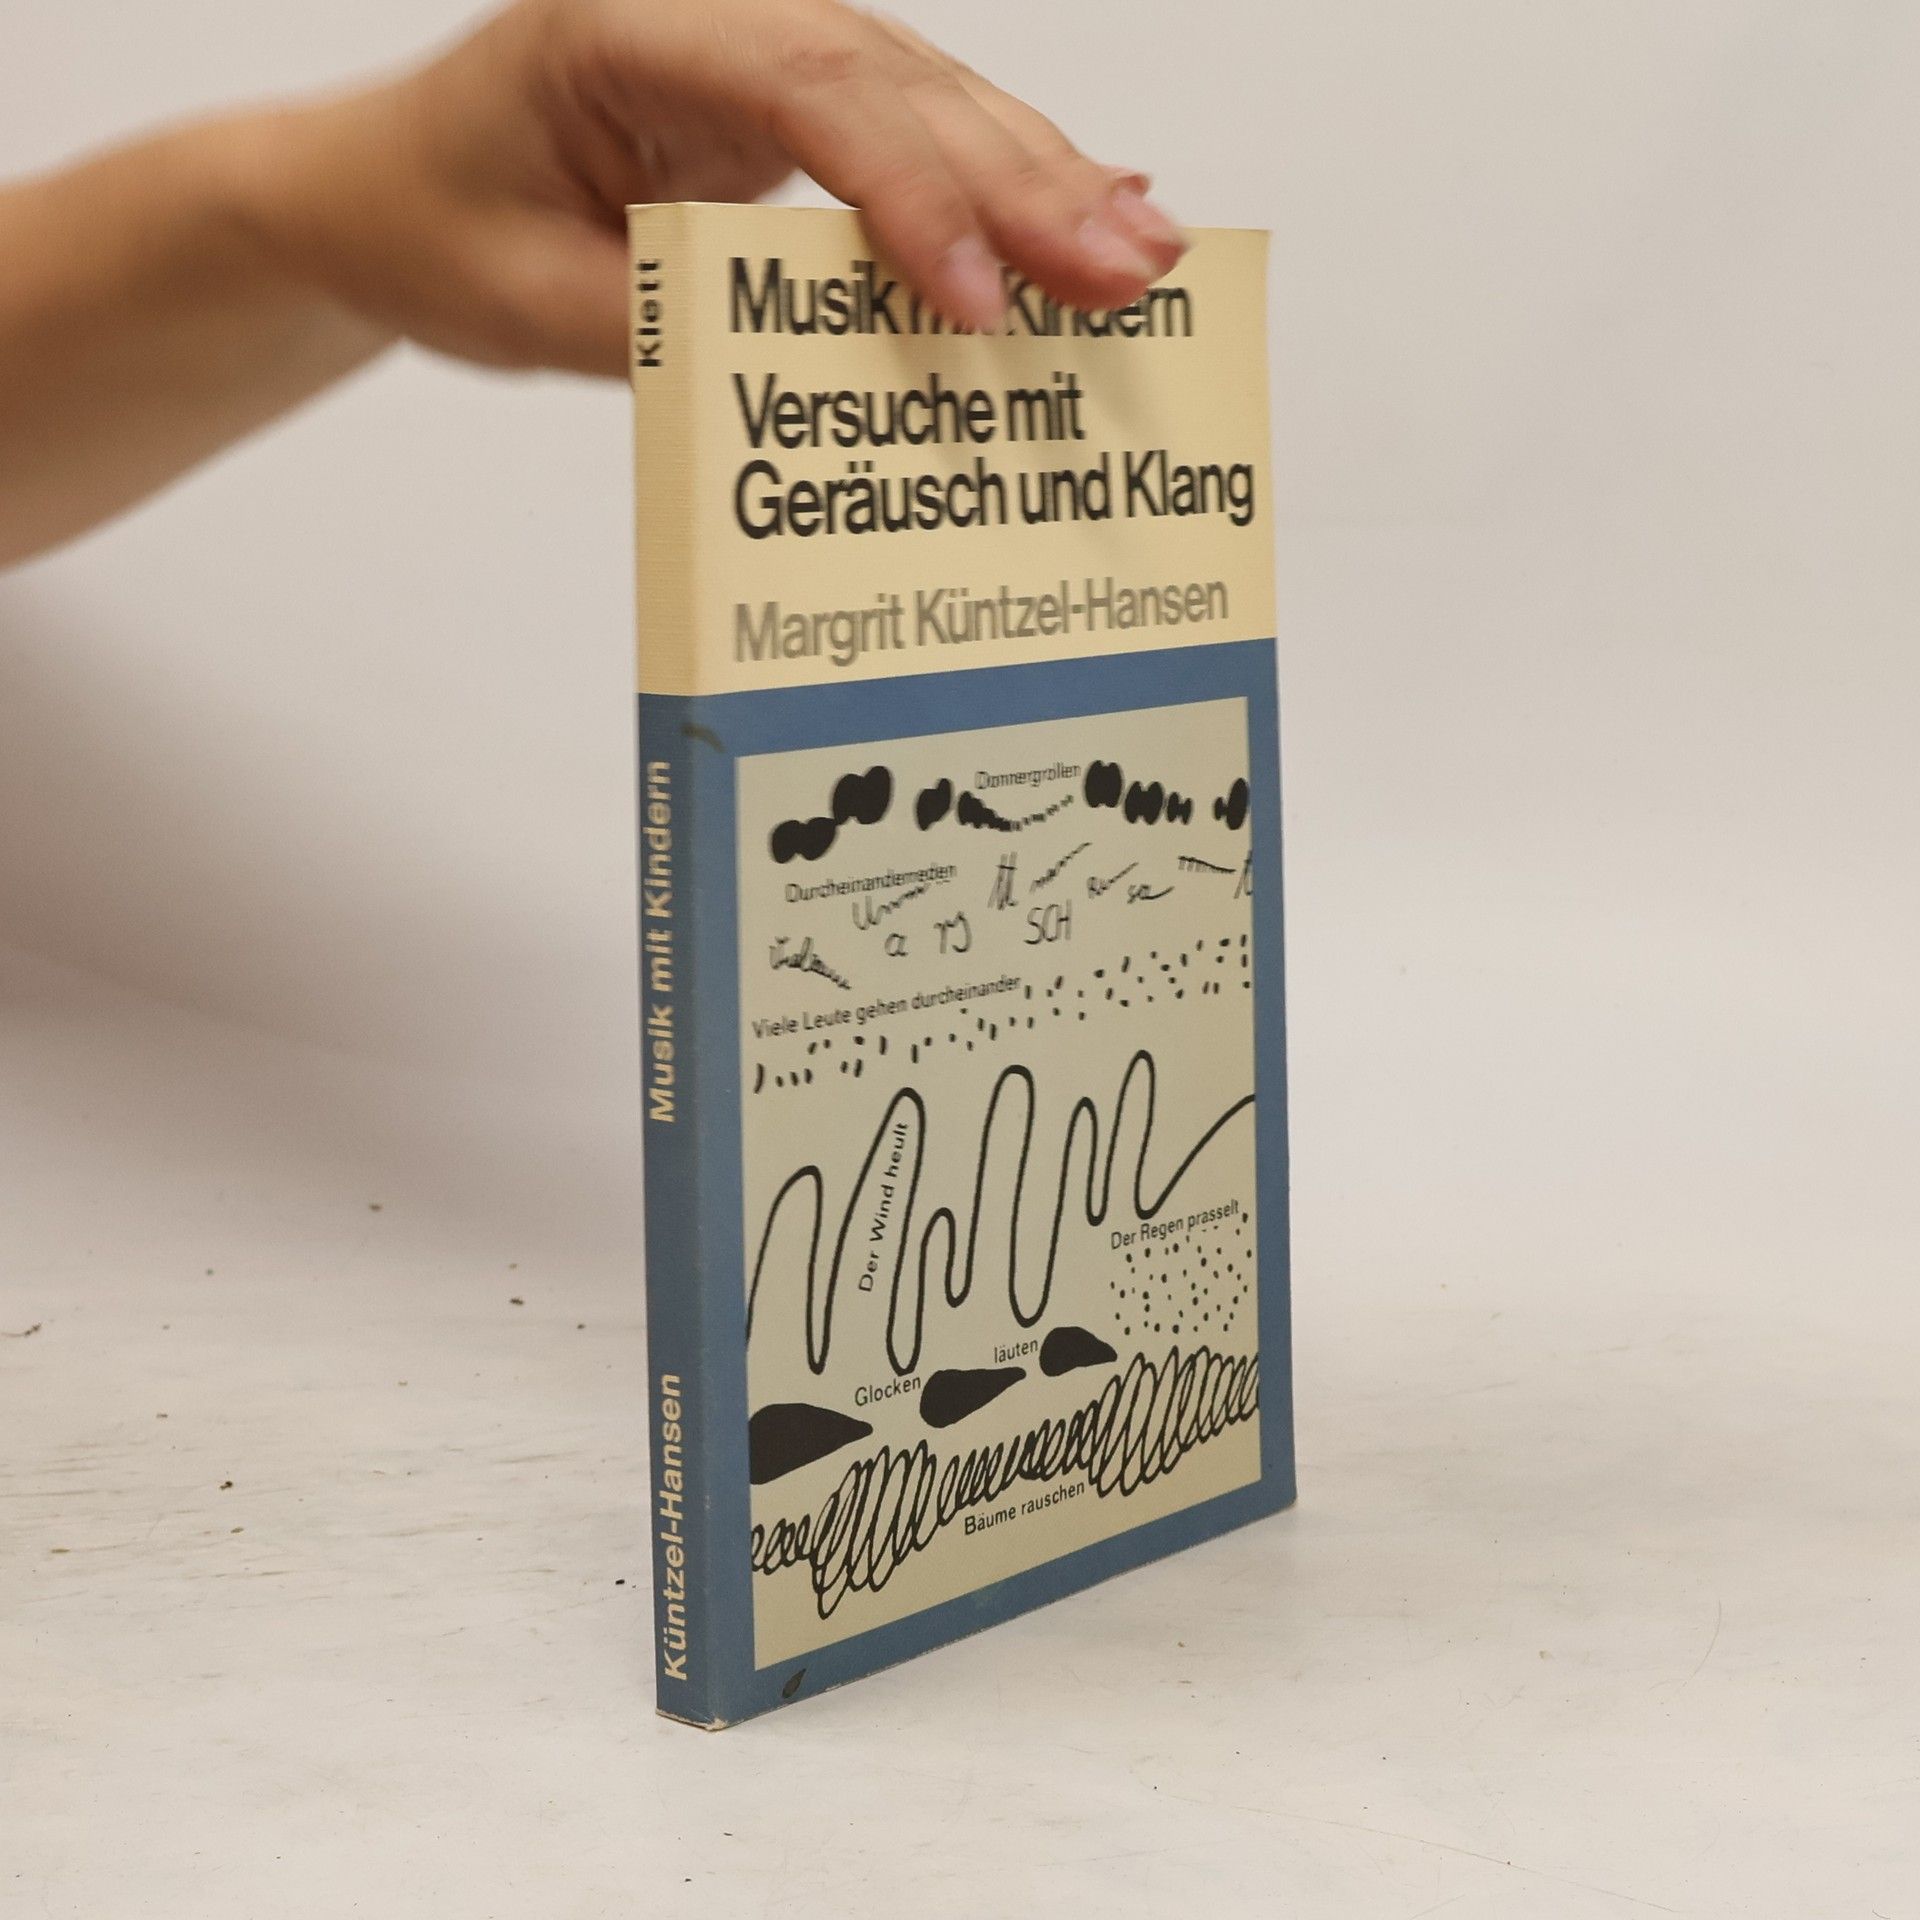 Klett
Musik mit Kindern
Küntzel-Hansen
Musik mit Kindern
Versuche mit
Geräusch und Klang
Margrit Küntzel-Hansen
Donnergrollen
Durcheinanderreden
a
SCH
Viele Leute gehen durcheinander
Der Wind heult
Der Regen prasselt
läuten
Glocken
Bäume rauschen